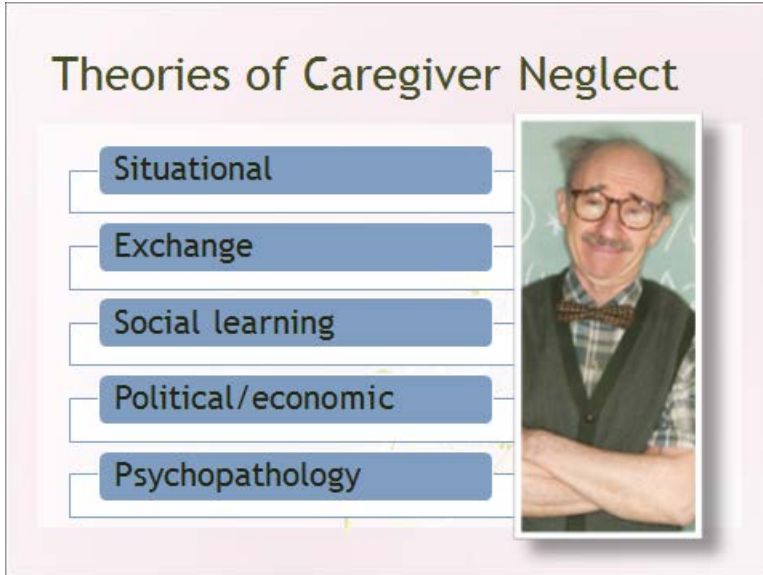 Theories of Caregiver Neglect
Situational
Exchange
Social learning
Political/economic
Psychopathology